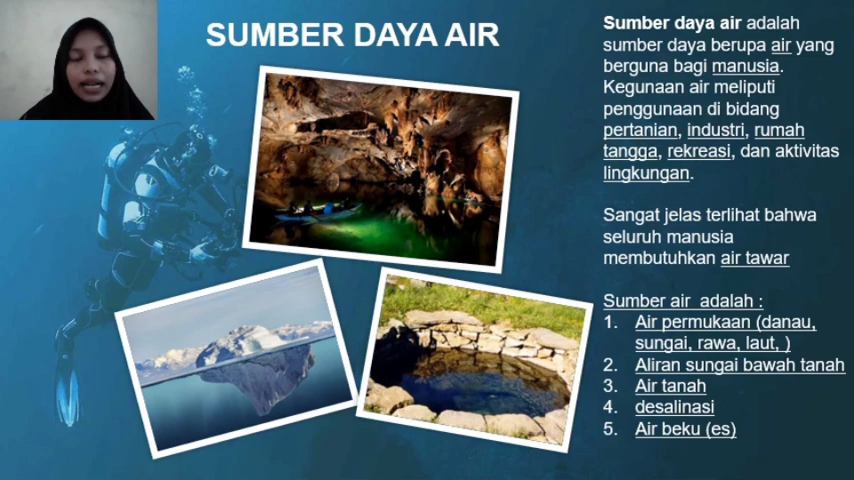 SUMBER DAYA AIR
Sumber daya air adalah
sumber daya berupa air yang
berguna bagi manusia.
Kegunaan air meliputi
penggunaan di bidang
pertanian, industri, rumah
tangga, rekreasi, dan aktivitas
lingkungan.
Sangat jelas terlihat bahwa
seluruh manusia
membutuhkan air tawar
Sumber air  adalah :
1. Air permukaan (danau,
sungai, rawa, laut, )
2. Aliran sungai bawah tanah
3. Air tanah
4. desalinasi
5. Air beku (es)